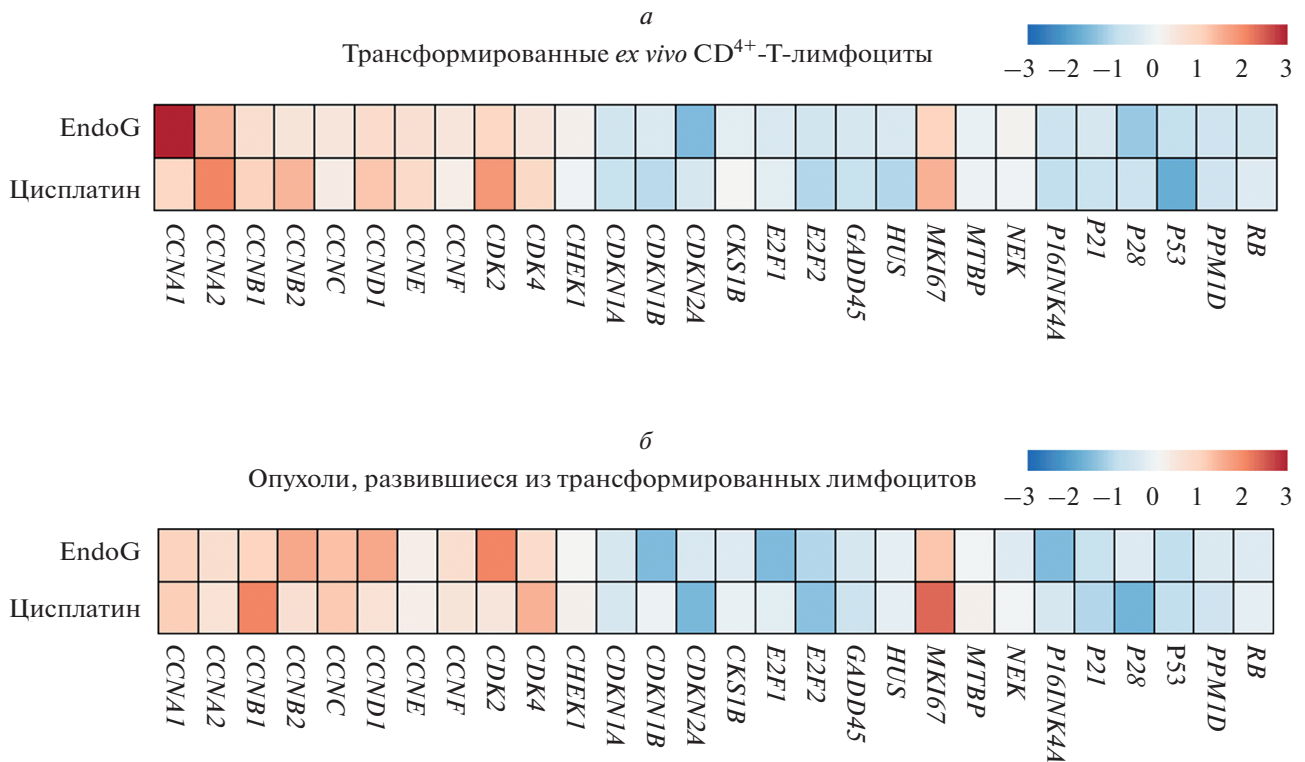 а
Трансформированные ex vivo CD4+-Т-лимфоциты
−3 −2 −1 0 1 2 3
EndoG
Цисплатин
CCNA1 CCNA2 CCNB1 CCNB2 CCNC CCND1 CCNE CCNF CDK2 CDK4 CHEK1 CDKN1A CDKN1B CDKN2A CKS1B E2F1 E2F2 GADD45 HUS MKI67 MTBP NEK P16INK4A P21 P28 P53 PPM1D RB
б
Опухоли, развившиеся из трансформированных лимфоцитов
−3 −2 −1 0 1 2 3
EndoG
Цисплатин
CCNA1 CCNA2 CCNB1 CCNB2 CCNC CCND1 CCNE CCNF CDK2 CDK4 CHEK1 CDKN1A CDKN1B CDKN2A CKS1B E2F1 E2F2 GADD45 HUS MKI67 MTBP NEK P16INK4A P21 P28 P53 PPM1D RB